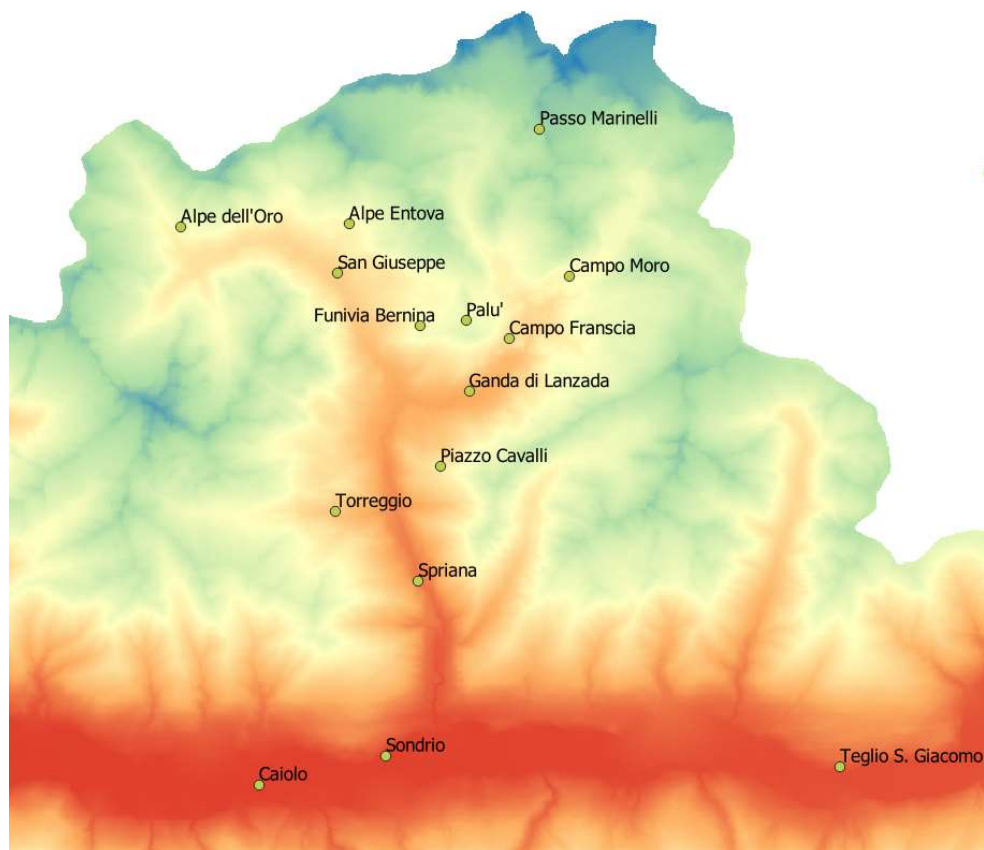 Passo Marinelli
Alpe dell'Oro
Alpe Entova
San Giuseppe
Campo Moro
Funivia Bernina
Palu'
Campo Franscia
Ganda di Lanzada
Piazzo Cavalli
Torreggio
Spriana
Sondrio
Teglio S. Giacomo
Caiolo